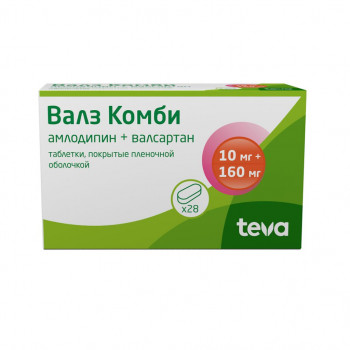 Валз Комби
амлодипин + валсартан
таблетки, покрытые пленочной
оболочкой
10 мг +
160 мг
x28
teva